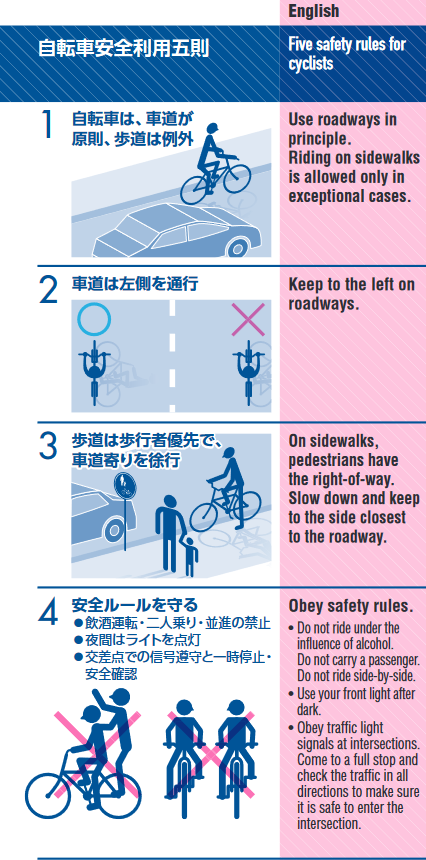 English
自転車安全利用五則
Five safety rules for
cyclists
1
自転車は、車道が
原則、歩道は例外
Use roadways in
principle.
Riding on sidewalks
is allowed only in
exceptional cases.
2
車道は左側を通行
Keep to the left on
roadways.
3
歩道は歩行者優先で、
車道寄りを徐行
On sidewalks,
pedestrians have
the right-of-way.
Slow down and keep
to the side closest
to the roadway.
4
安全ルールを守る
●飲酒運転・二人乗り・並進の禁止
●夜間はライトを点灯
●交差点での信号遵守と一時停止・
安全確認
Obey safety rules.
• Do not ride under the
influence of alcohol.
Do not carry a passenger.
Do not ride side-by-side.
• Use your front light after
dark.
• Obey traffic light
signals at intersections.
Come to a full stop and
check the traffic in all
directions to make sure
it is safe to enter the
intersection.